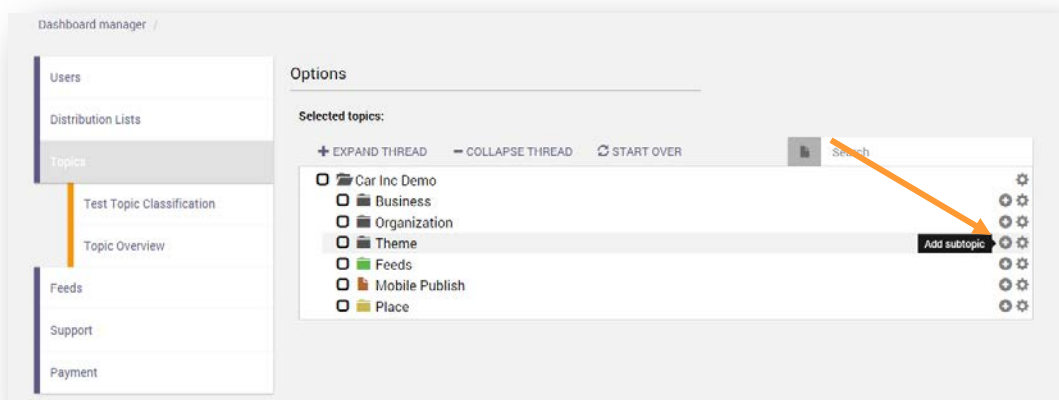 Dashboard manager /
Users
Distribution Lists
Topics
Test Topic Classification
Topic Overview
Feeds
Support
Payment
Options
Selected topics:
EXPAND THREAD COLLAPSE THREAD START OVER Search
Car Inc Demo
Business
Organization
Theme Add subtopic
Feeds
Mobile Publish
Place